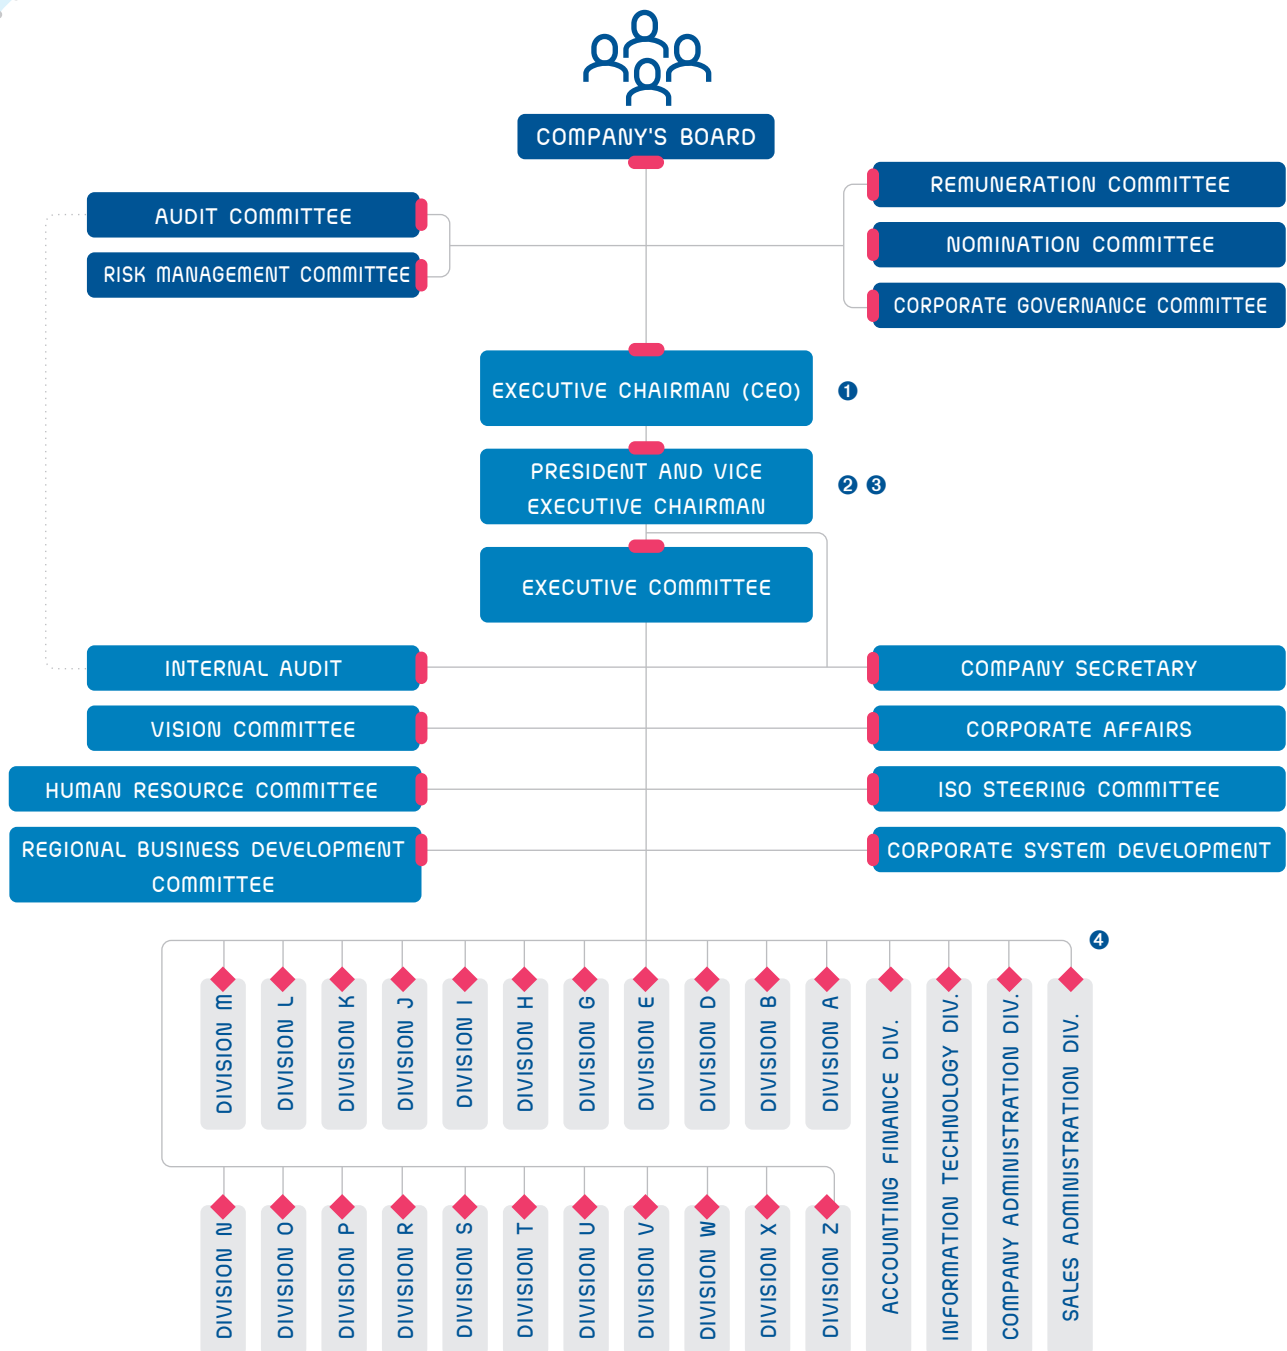 COMPANY'S BOARD
AUDIT COMMITTEE
RISK MANAGEMENT COMMITTEE
REMUNERATION COMMITTEE
NOMINATION COMMITTEE
CORPORATE GOVERNANCE COMMITTEE
EXECUTIVE CHAIRMAN (CEO)
❶
PRESIDENT AND VICE
EXECUTIVE CHAIRMAN
❷ ❸
EXECUTIVE COMMITTEE
INTERNAL AUDIT
VISION COMMITTEE
HUMAN RESOURCE COMMITTEE
REGIONAL BUSINESS DEVELOPMENT
COMMITTEE
COMPANY SECRETARY
CORPORATE AFFAIRS
ISO STEERING COMMITTEE
CORPORATE SYSTEM DEVELOPMENT
❹
DIVISION M
DIVISION L
DIVISION K
DIVISION J
DIVISION I
DIVISION H
DIVISION G
DIVISION E
DIVISION D
DIVISION B
DIVISION A
ACCOUNTING FINANCE DIV.
INFORMATION TECHNOLOGY DIV.
COMPANY ADMINISTRATION DIV.
SALES ADMINISTRATION DIV.
DIVISION N
DIVISION O
DIVISION P
DIVISION R
DIVISION S
DIVISION T
DIVISION U
DIVISION V
DIVISION W
DIVISION X
DIVISION Z